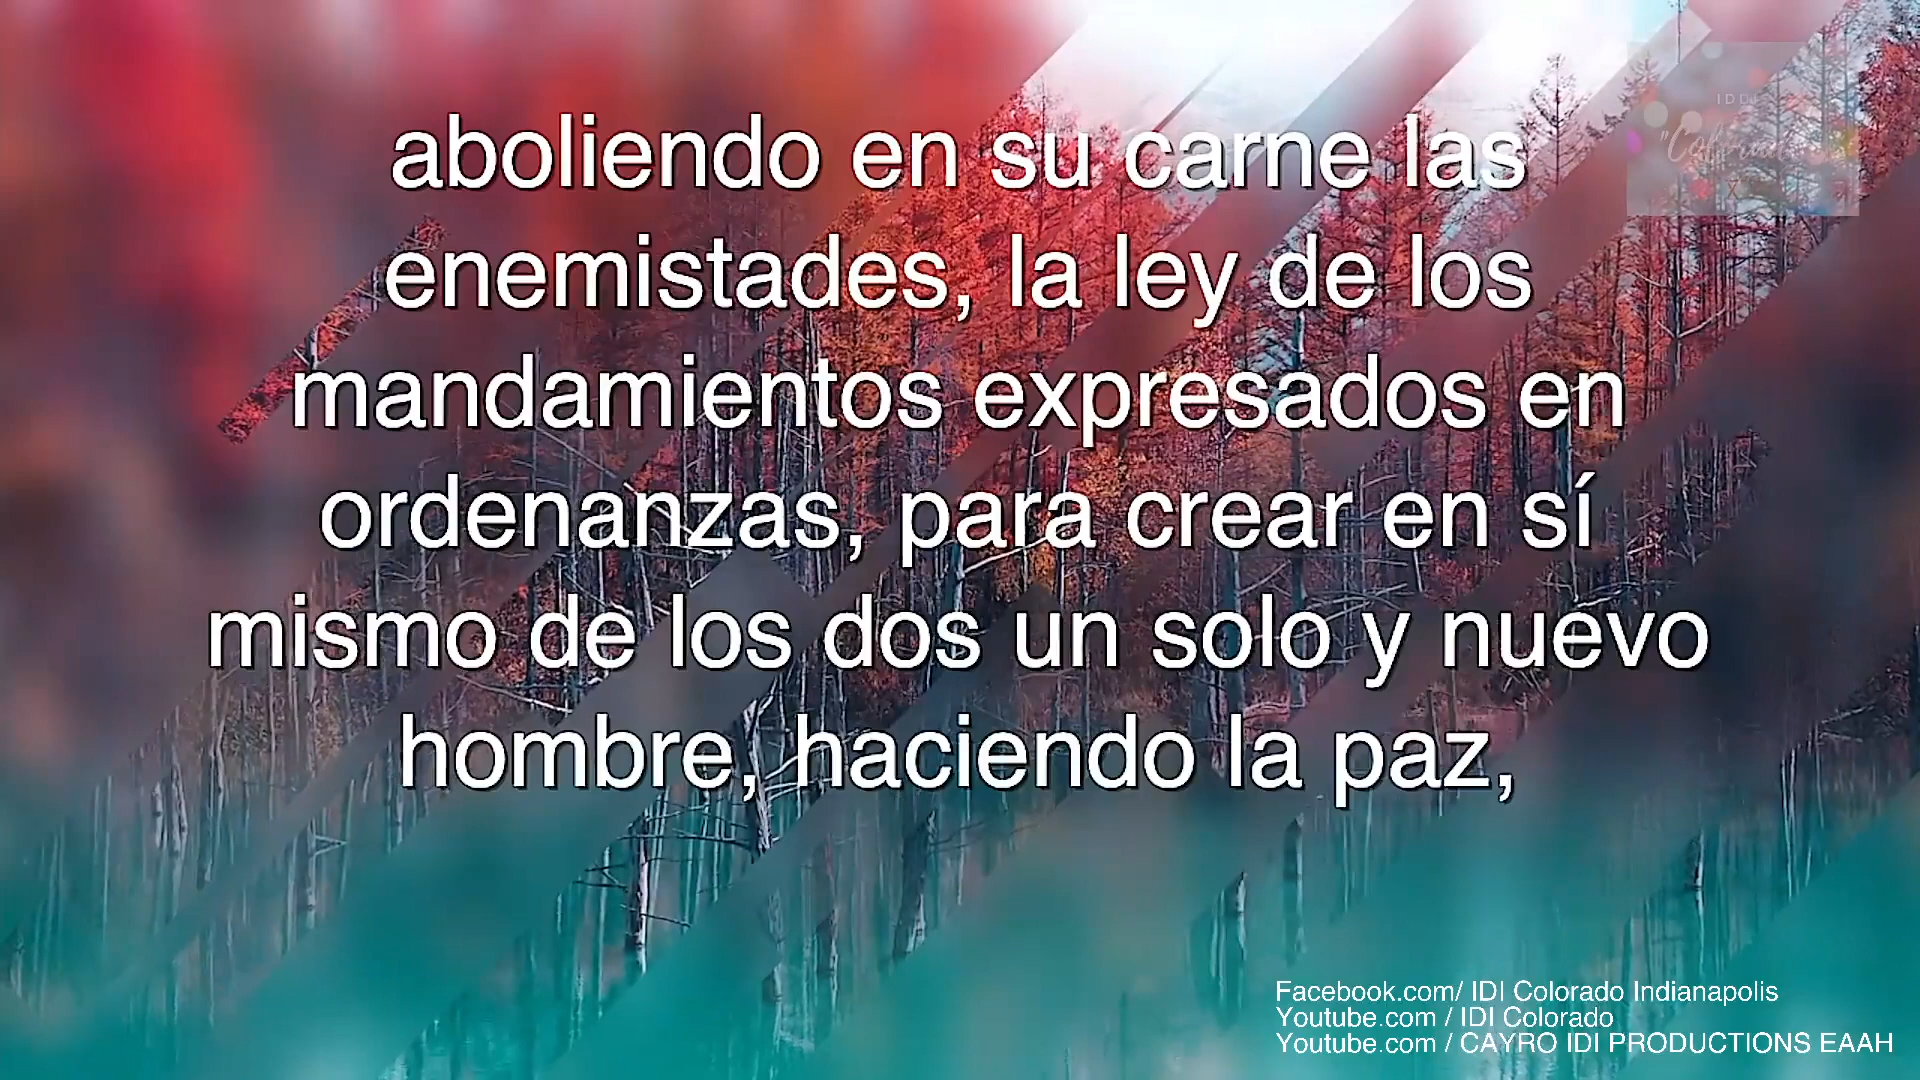 aboliendo en su carne las
enemistades, la ley de los
mandamientos expresados en
ordenanzas, para crear en sí
mismo de los dos un solo y nuevo
hombre, haciendo la paz,
IDDJ
"Colorado
Facebook.com/ IDI Colorado Indianapolis
Youtube.com / IDI Colorado
Youtube.com / CAYRO IDI PRODUCTIONS EAAH